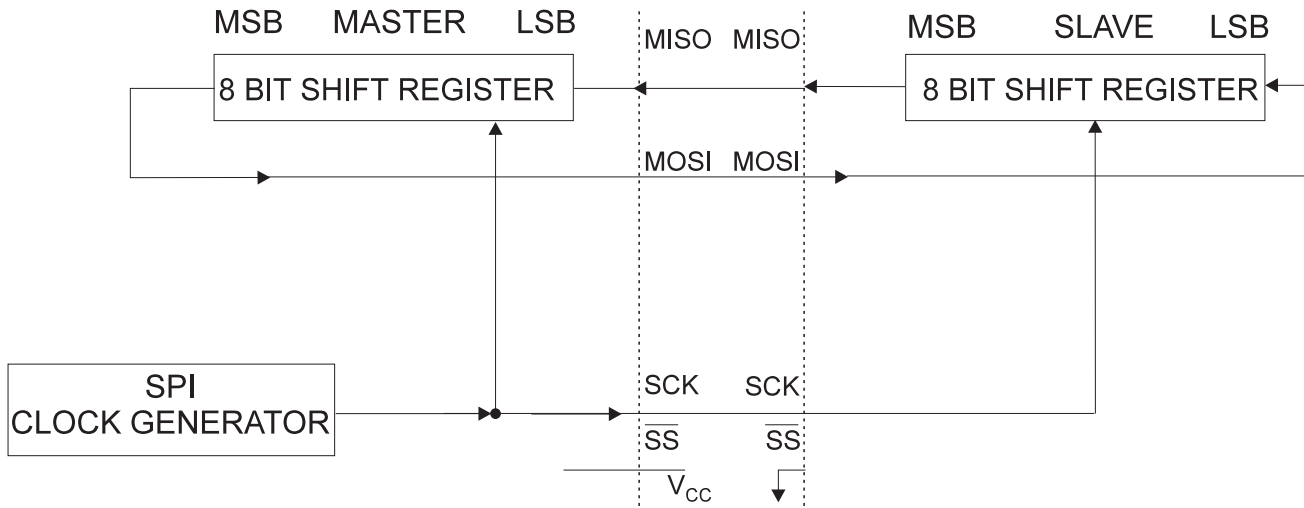 MSB MASTER LSB
MISO MISO
MSB SLAVE LSB
8 BIT SHIFT REGISTER
8 BIT SHIFT REGISTER
MOSI MOSI
SPI
CLOCK GENERATOR
SCK SCK
SS SS
VCC